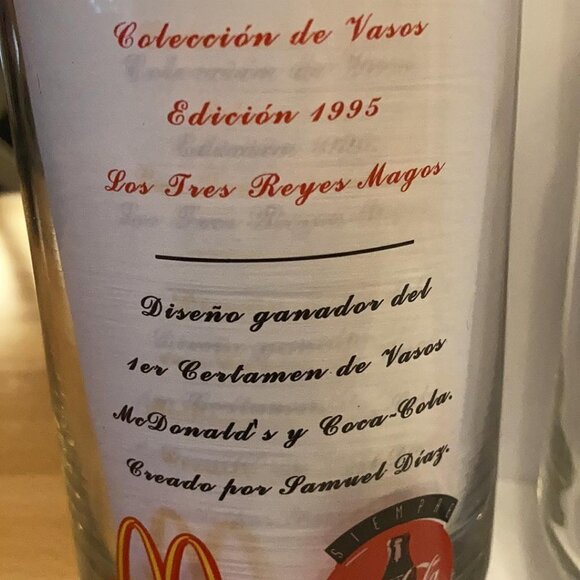 Colección de Vasos
Edición 1995
Los Tres Reyes Magos
Diseño ganador del
1er Certamen de Vasos
McDonald's y Coca-Cola.
Creado por Samuel Díaz.
SIEMPRE